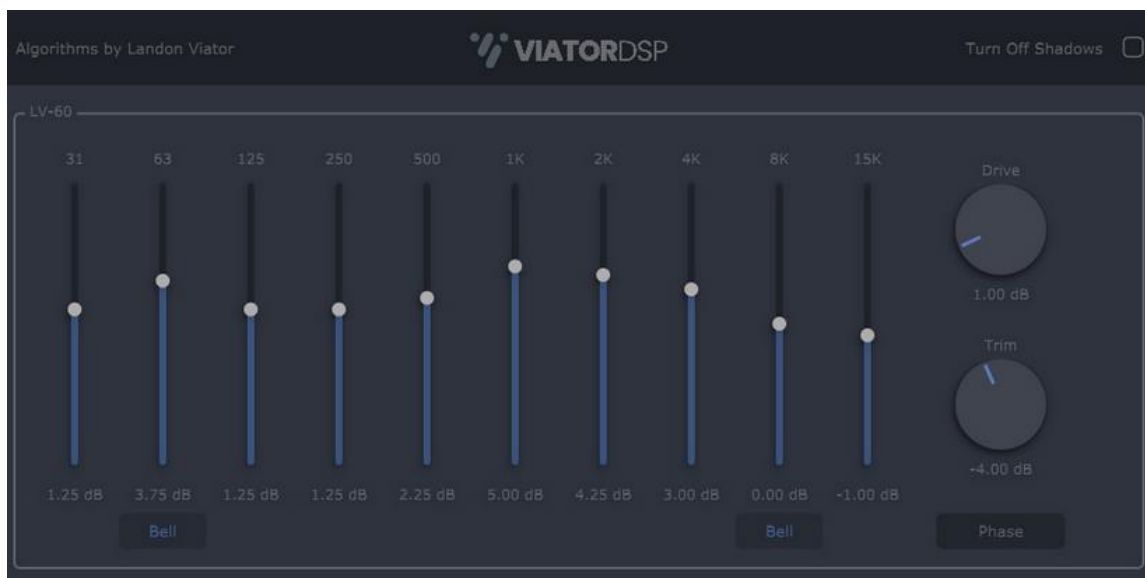 Algorithms by Landon Viator
VIATORDSP
Turn Off Shadows
LV-60
31 63 125 250 500 1K 2K 4K 8K 15K
Drive
1.00 dB
Trim
-4.00 dB
1.25 dB 3.75 dB 1.25 dB 1.25 dB 2.25 dB 5.00 dB 4.25 dB 3.00 dB 0.00 dB -1.00 dB
Bell Bell Phase